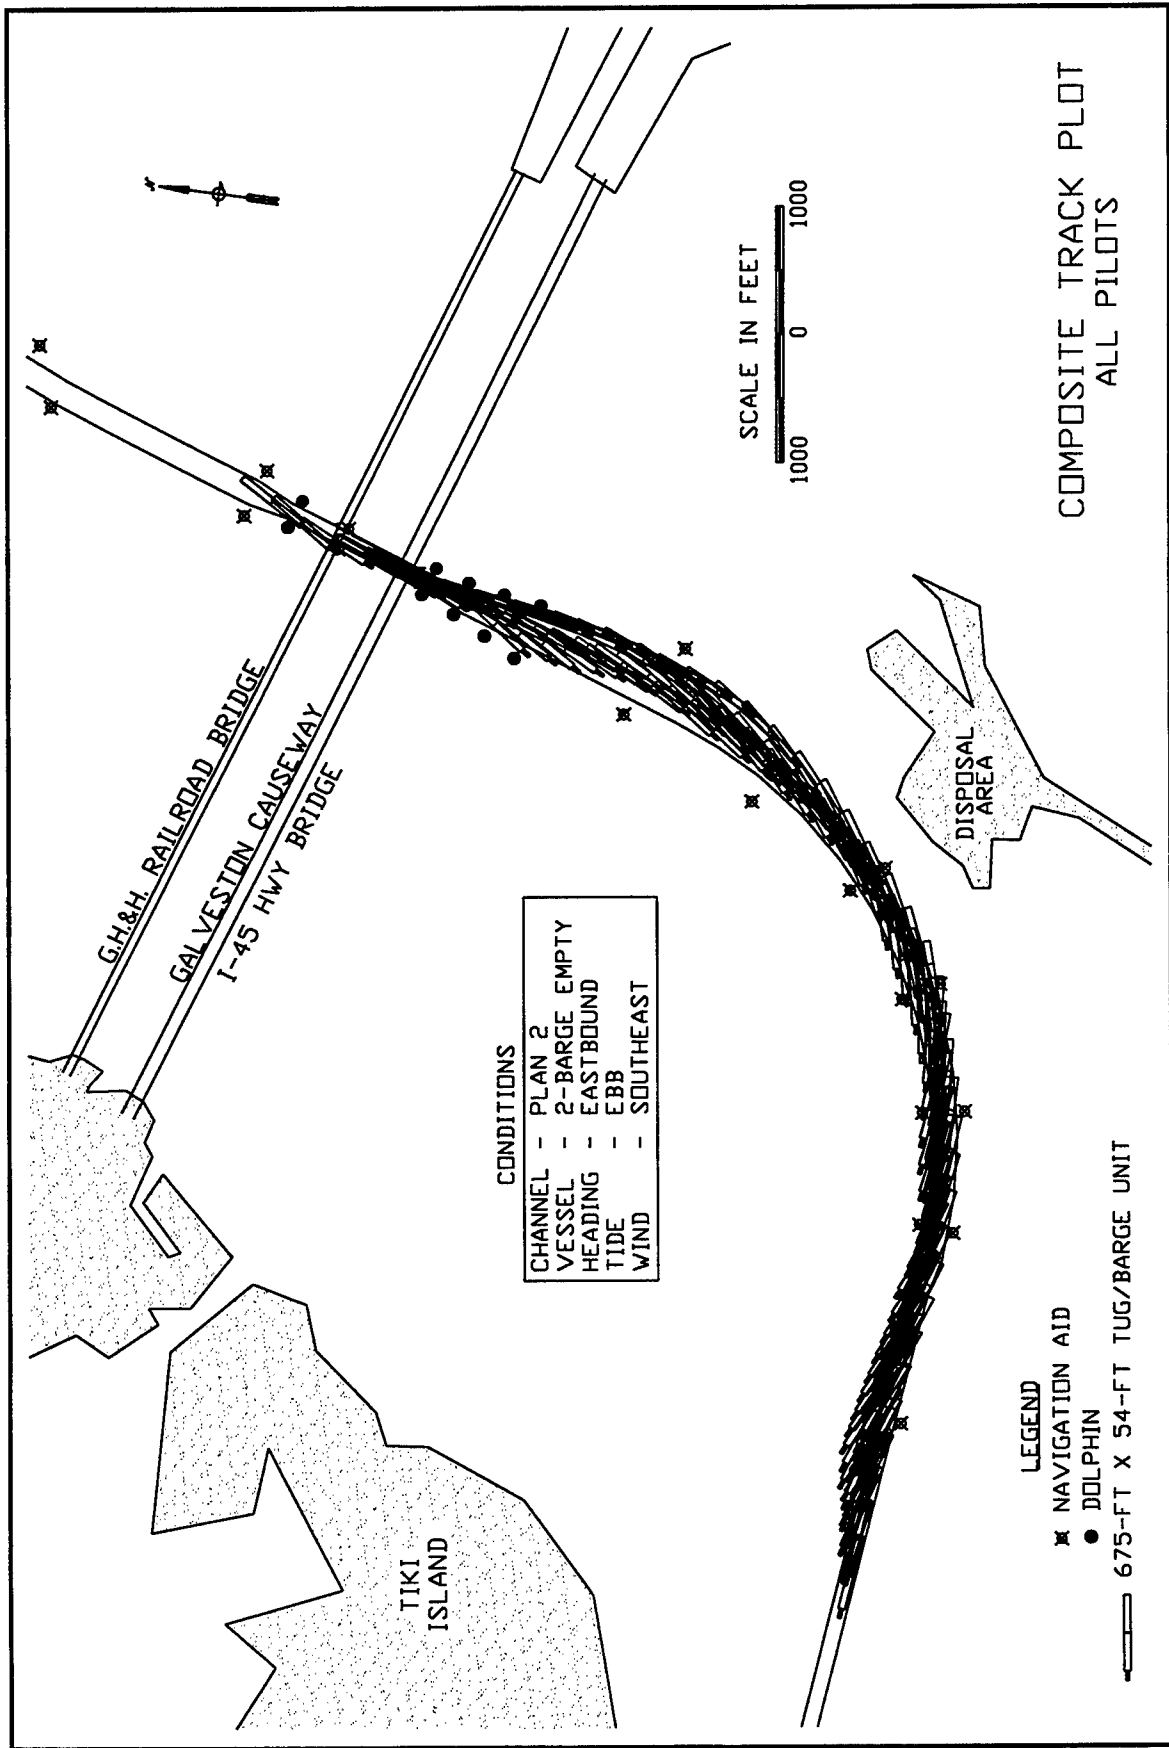 G.H.&H. RAILROAD BRIDGE
GALVESTON CAUSEWAY
I-45 HWY BRIDGE
N
TIKI
ISLAND
CONDITIONS
CHANNEL - PLAN 2
VESSEL - 2-BARGE EMPTY
HEADING - EASTBOUND
TIDE - EBB
WIND - SOUTHEAST
SCALE IN FEET
1000 0 1000
DISPOSAL
AREA
LEGEND
NAVIGATION AID
DOLPHIN
675-FT X 54-FT TUG/BARGE UNIT
COMPOSITE TRACK PLOT
ALL PILOTS